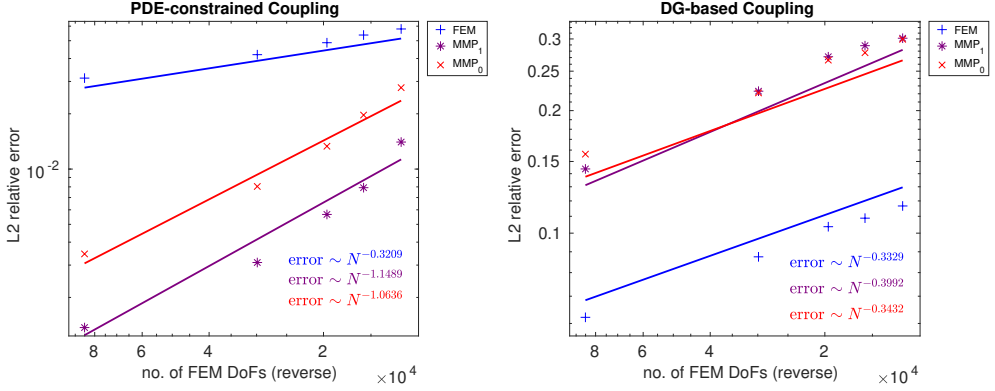 PDE-constrained Coupling
FEM
MMP1
MMP0
L2 relative error
10^-2
error ∼ N^-0.3209
error ∼ N^-1.1489
error ∼ N^-1.0636
8 6 4 2
×10^4
no. of FEM DoFs (reverse)
DG-based Coupling
FEM
MMP1
MMP0
L2 relative error
0.3
0.25
0.2
0.15
0.1
error ∼ N^-0.3329
error ∼ N^-0.3992
error ∼ N^-0.3432
8 6 4 2
×10^4
no. of FEM DoFs (reverse)